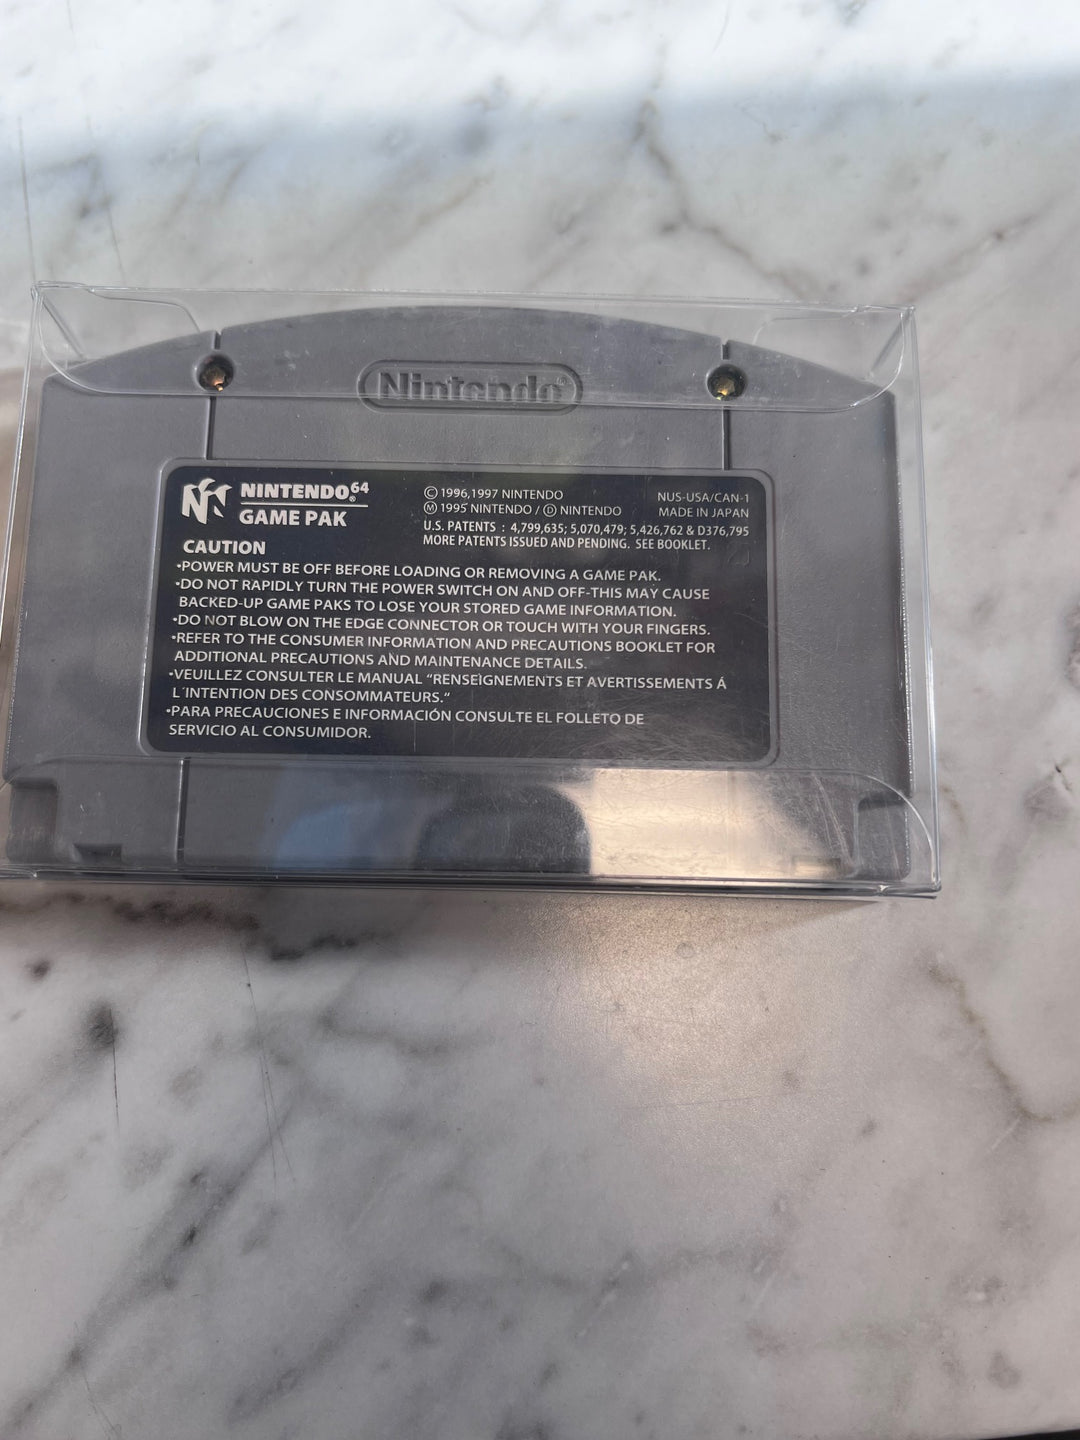 Nintendo®
NINTENDO64®
GAME PAK
© 1996,1997 NINTENDO
Ⓜ 1995 NINTENDO / Ⓓ NINTENDO
NUS-USA/CAN-1
MADE IN JAPAN
U.S. PATENTS : 4,799,635; 5,070,479; 5,426,762 & D376,795
MORE PATENTS ISSUED AND PENDING. SEE BOOKLET.
CAUTION
•POWER MUST BE OFF BEFORE LOADING OR REMOVING A GAME PAK.
•DO NOT RAPIDLY TURN THE POWER SWITCH ON AND OFF-THIS MAY CAUSE
BACKED-UP GAME PAKS TO LOSE YOUR STORED GAME INFORMATION.
•DO NOT BLOW ON THE EDGE CONNECTOR OR TOUCH WITH YOUR FINGERS.
•REFER TO THE CONSUMER INFORMATION AND PRECAUTIONS BOOKLET FOR
ADDITIONAL PRECAUTIONS AND MAINTENANCE DETAILS.
•VEUILLEZ CONSULTER LE MANUAL "RENSEIGNEMENTS ET AVERTISSEMENTS Á
L´INTENTION DES CONSOMMATEURS."
•PARA PRECAUCIONES E INFORMACIÓN CONSULTE EL FOLLETO DE
SERVICIO AL CONSUMIDOR.